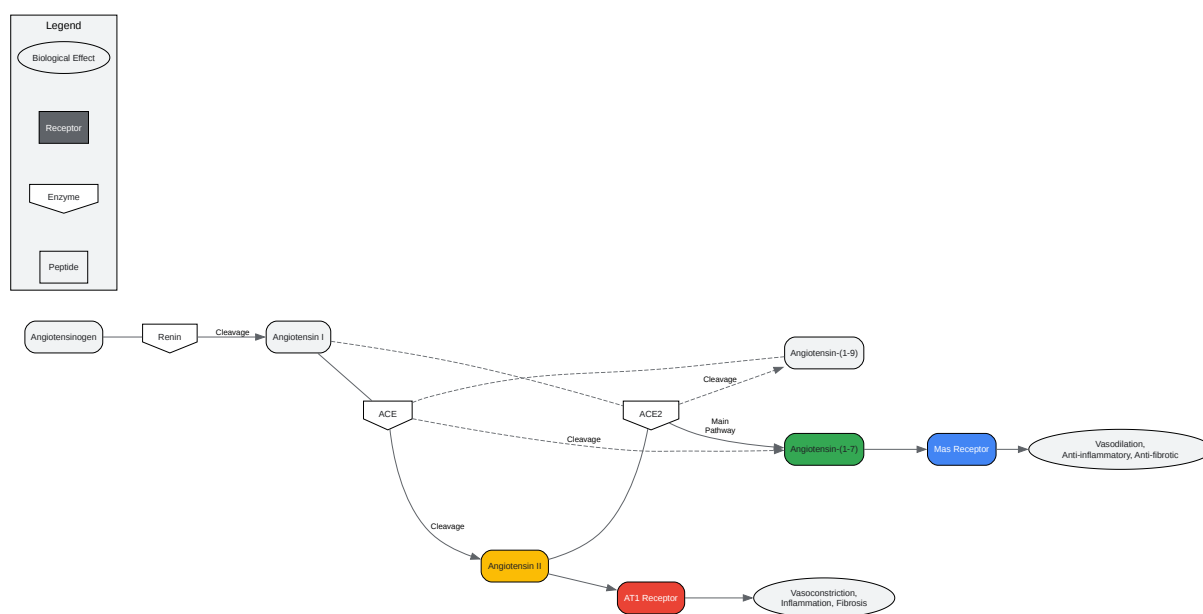 Legend
Biological Effect
Receptor
Enzyme
Peptide
Angiotensinogen
Renin
Cleavage
Angiotensin I
Angiotensin-(1-9)
Cleavage
ACE
ACE2
Main
Pathway
Cleavage
Angiotensin-(1-7)
Mas Receptor
Vasodilation,
Anti-inflammatory, Anti-fibrotic
Cleavage
Angiotensin II
AT1 Receptor
Vasoconstriction,
Inflammation, Fibrosis